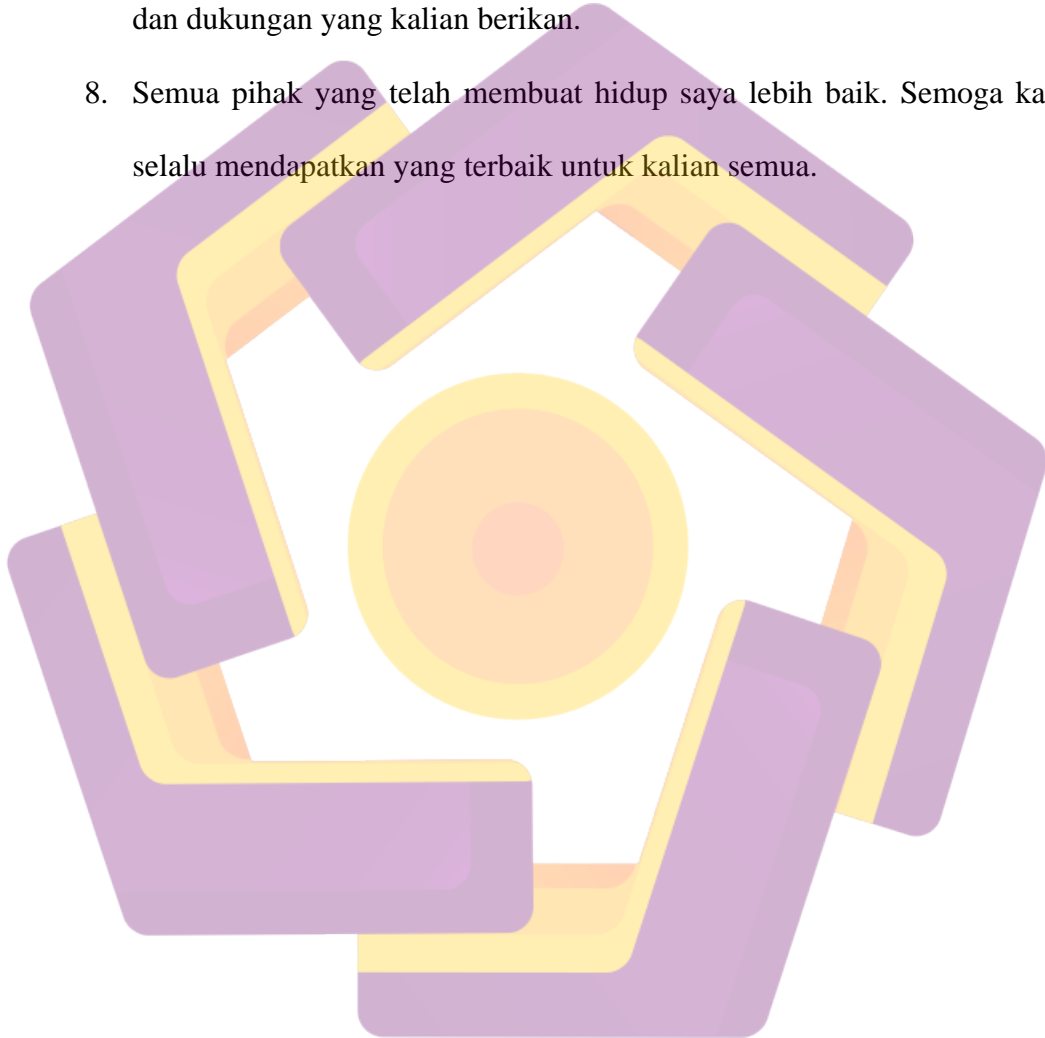 dan dukungan yang kalian berikan.
8. Semua pihak yang telah membuat hidup saya lebih baik. Semoga ka
selalu mendapatkan yang terbaik untuk kalian semua.